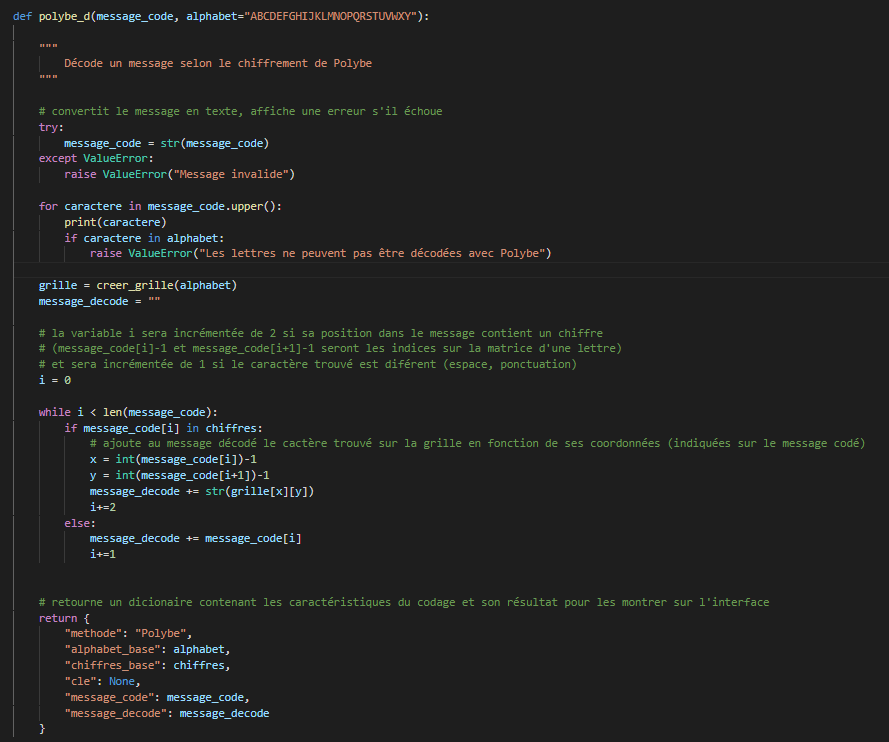 def polybe_d(message_code, alphabet="ABCDEFGHIJKLMNOPQRSTUVWXY"):
"""
Décode un message selon le chiffrement de Polybe
"""
# convertit le message en texte, affiche une erreur s'il échoue
try:
message_code = str(message_code)
except ValueError:
raise ValueError("Message invalide")
for caractere in message_code.upper():
print(caractere)
if caractere in alphabet:
raise ValueError("Les lettres ne peuvent pas être décodées avec Polybe")
grille = creer_grille(alphabet)
message_decode = ""
# la variable i sera incrémentée de 2 si sa position dans le message contient un chiffre
# (message_code[i]-1 et message_code[i+1]-1 seront les indices sur la matrice d'une lettre)
# et sera incrémentée de 1 si le caractère trouvé est diférent (espace, ponctuation)
i = 0
while i < len(message_code):
if message_code[i] in chiffres:
# ajoute au message décodé le cactère trouvé sur la grille en fonction de ses coordonnées (indiquées sur le message codé)
x = int(message_code[i])-1
y = int(message_code[i+1])-1
message_decode += str(grille[x][y])
i+=2
else:
message_decode += message_code[i]
i+=1
# retourne un dicionaire contenant les caractéristiques du codage et son résultat pour les montrer sur l'interface
return {
"methode": "Polybe",
"alphabet_base": alphabet,
"chiffres_base": chiffres,
"cle": None,
"message_code": message_code,
"message_decode": message_decode
}